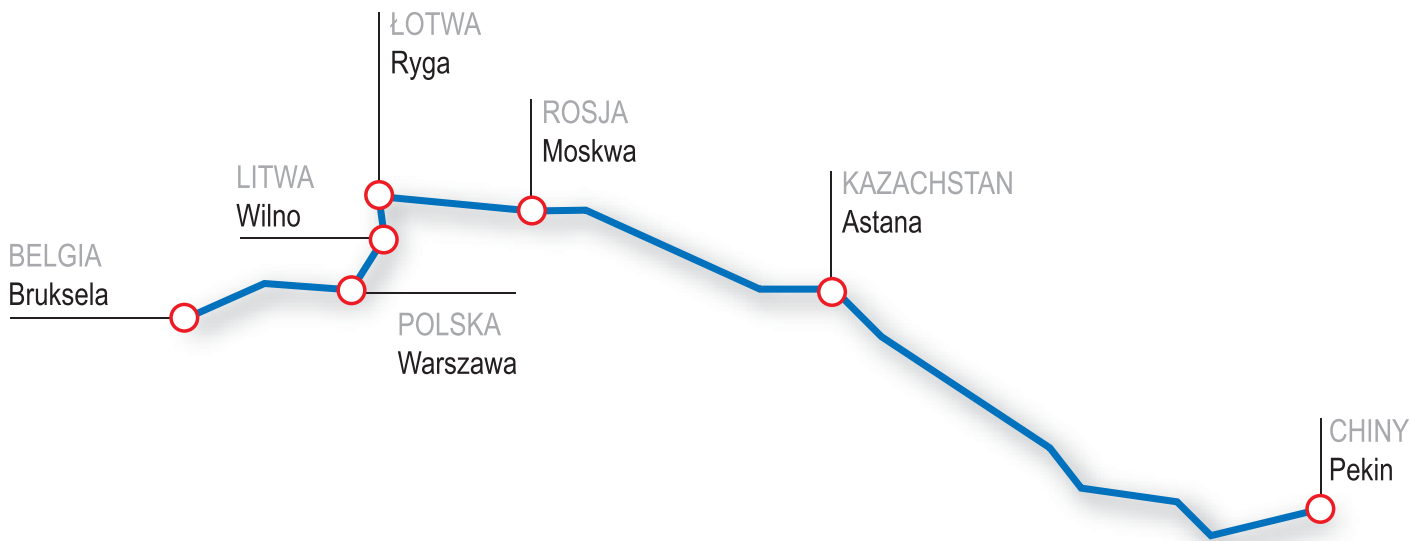 ŁOTWA
Ryga
ROSJA
Moskwa
LITWA
Wilno
KAZACHSTAN
Astana
BELGIA
Bruksela
POLSKA
Warszawa
CHINY
Pekin